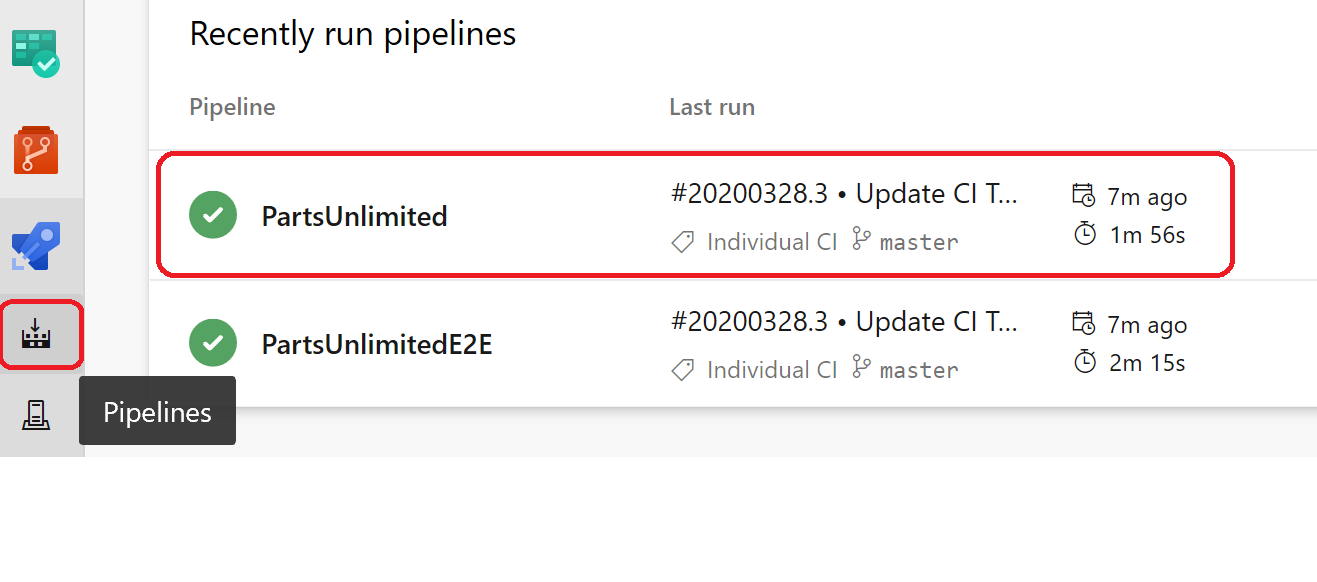 Recently run pipelines
Pipeline Last run
PartsUnlimited
#20200328.3 • Update CI T...
Individual CI master
7m ago
1m 56s
PartsUnlimitedE2E
#20200328.3 • Update CI T...
Individual CI master
7m ago
2m 15s
Pipelines